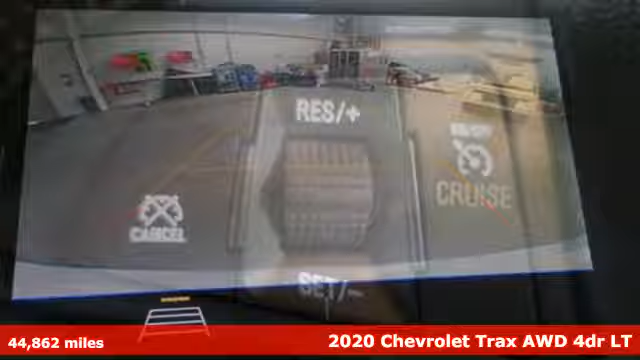 RES/+
CRUISE
CANCEL
SET/-
44,862 miles
2020 Chevrolet Trax AWD 4dr LT